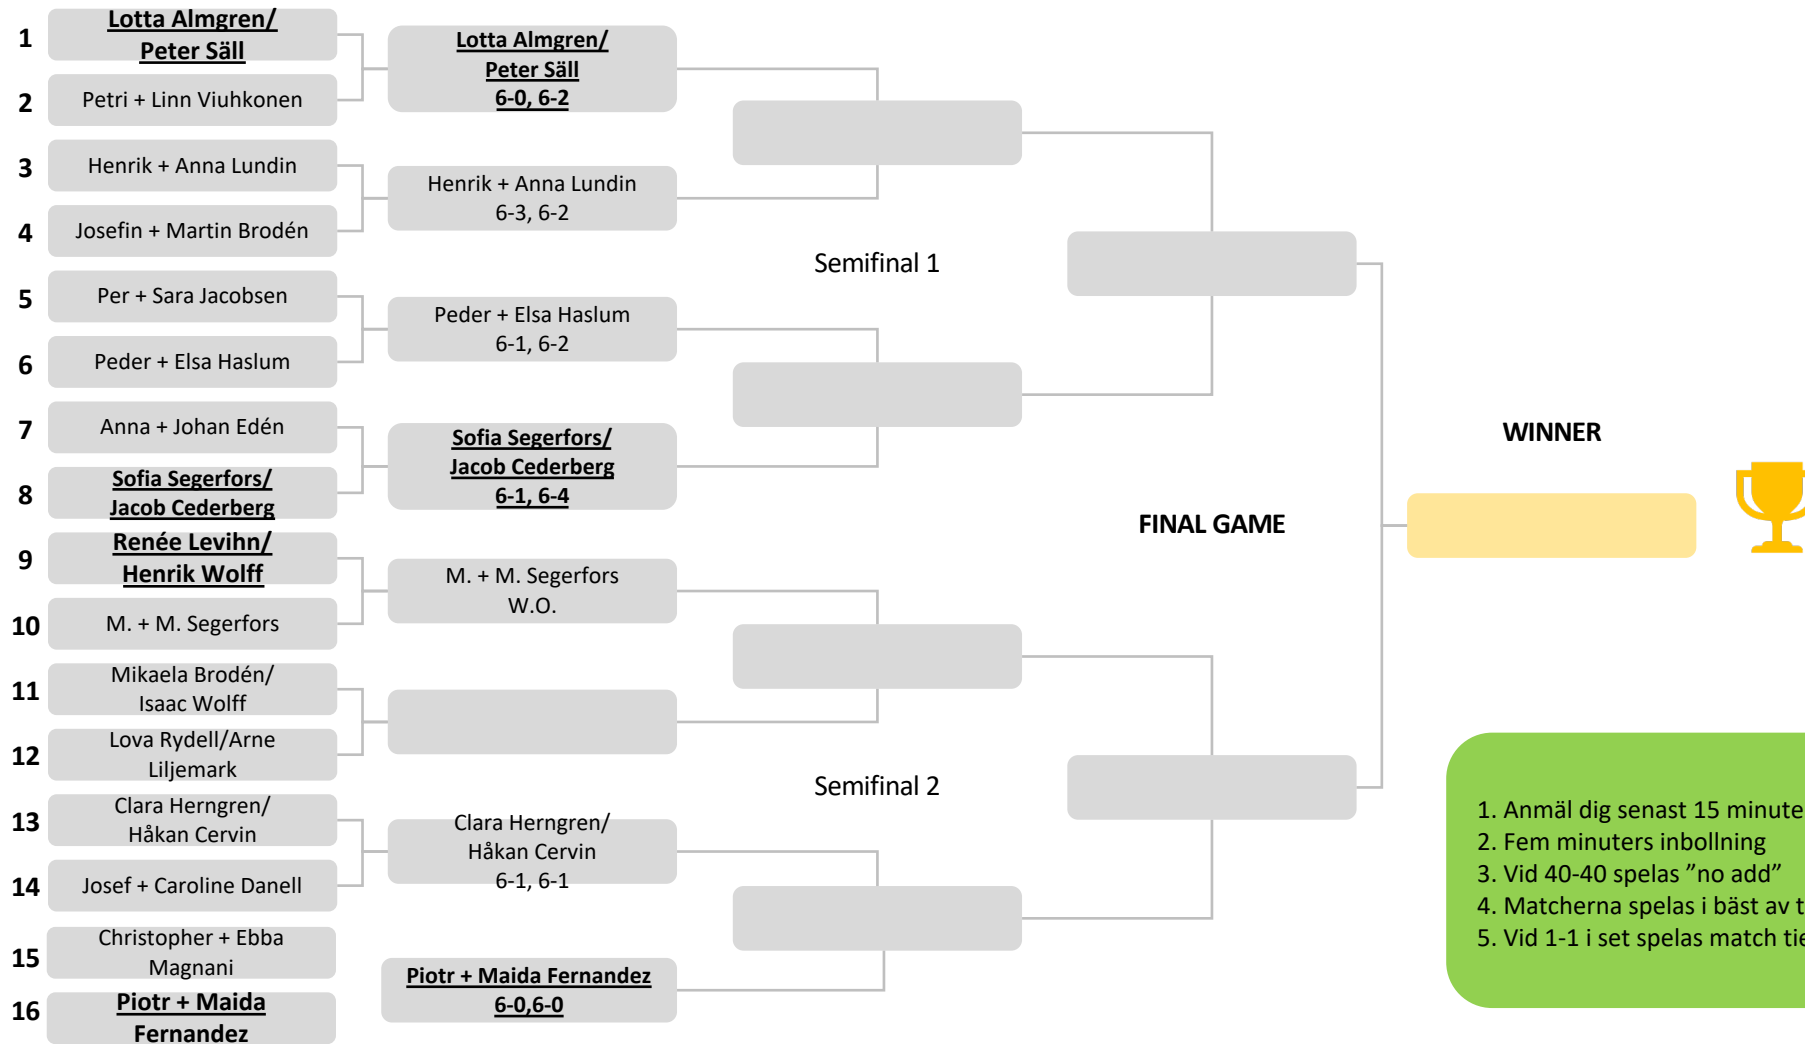 1
Lotta Almgren/
Peter Säll
2
Petri + Linn Viuhkonen
3
Henrik + Anna Lundin
4
Josefin + Martin Brodén
5
Per + Sara Jacobsen
6
Peder + Elsa Haslum
7
Anna + Johan Edén
8
Sofia Segerfors/
Jacob Cederberg
9
Renée Levihn/
Henrik Wolff
10
M. + M. Segerfors
11
Mikaela Brodén/
Isaac Wolff
12
Lova Rydell/Arne
Liljemark
13
Clara Herngren/
Håkan Cervin
14
Josef + Caroline Danell
15
Christopher + Ebba
Magnani
16
Piotr + Maida
Fernandez
Lotta Almgren/
Peter Säll
6-0, 6-2
Henrik + Anna Lundin
6-3, 6-2
Peder + Elsa Haslum
6-1, 6-2
Sofia Segerfors/
Jacob Cederberg
6-1, 6-4
M. + M. Segerfors
W.O.
Clara Herngren/
Håkan Cervin
6-1, 6-1
Piotr + Maida Fernandez
6-0,6-0
Semifinal 1
Semifinal 2
FINAL GAME
WINNER
1. Anmäl dig senast 15 minute
2. Fem minuters inbollning
3. Vid 40-40 spelas ”no add”
4. Matcherna spelas i bäst av t
5. Vid 1-1 i set spelas match tie